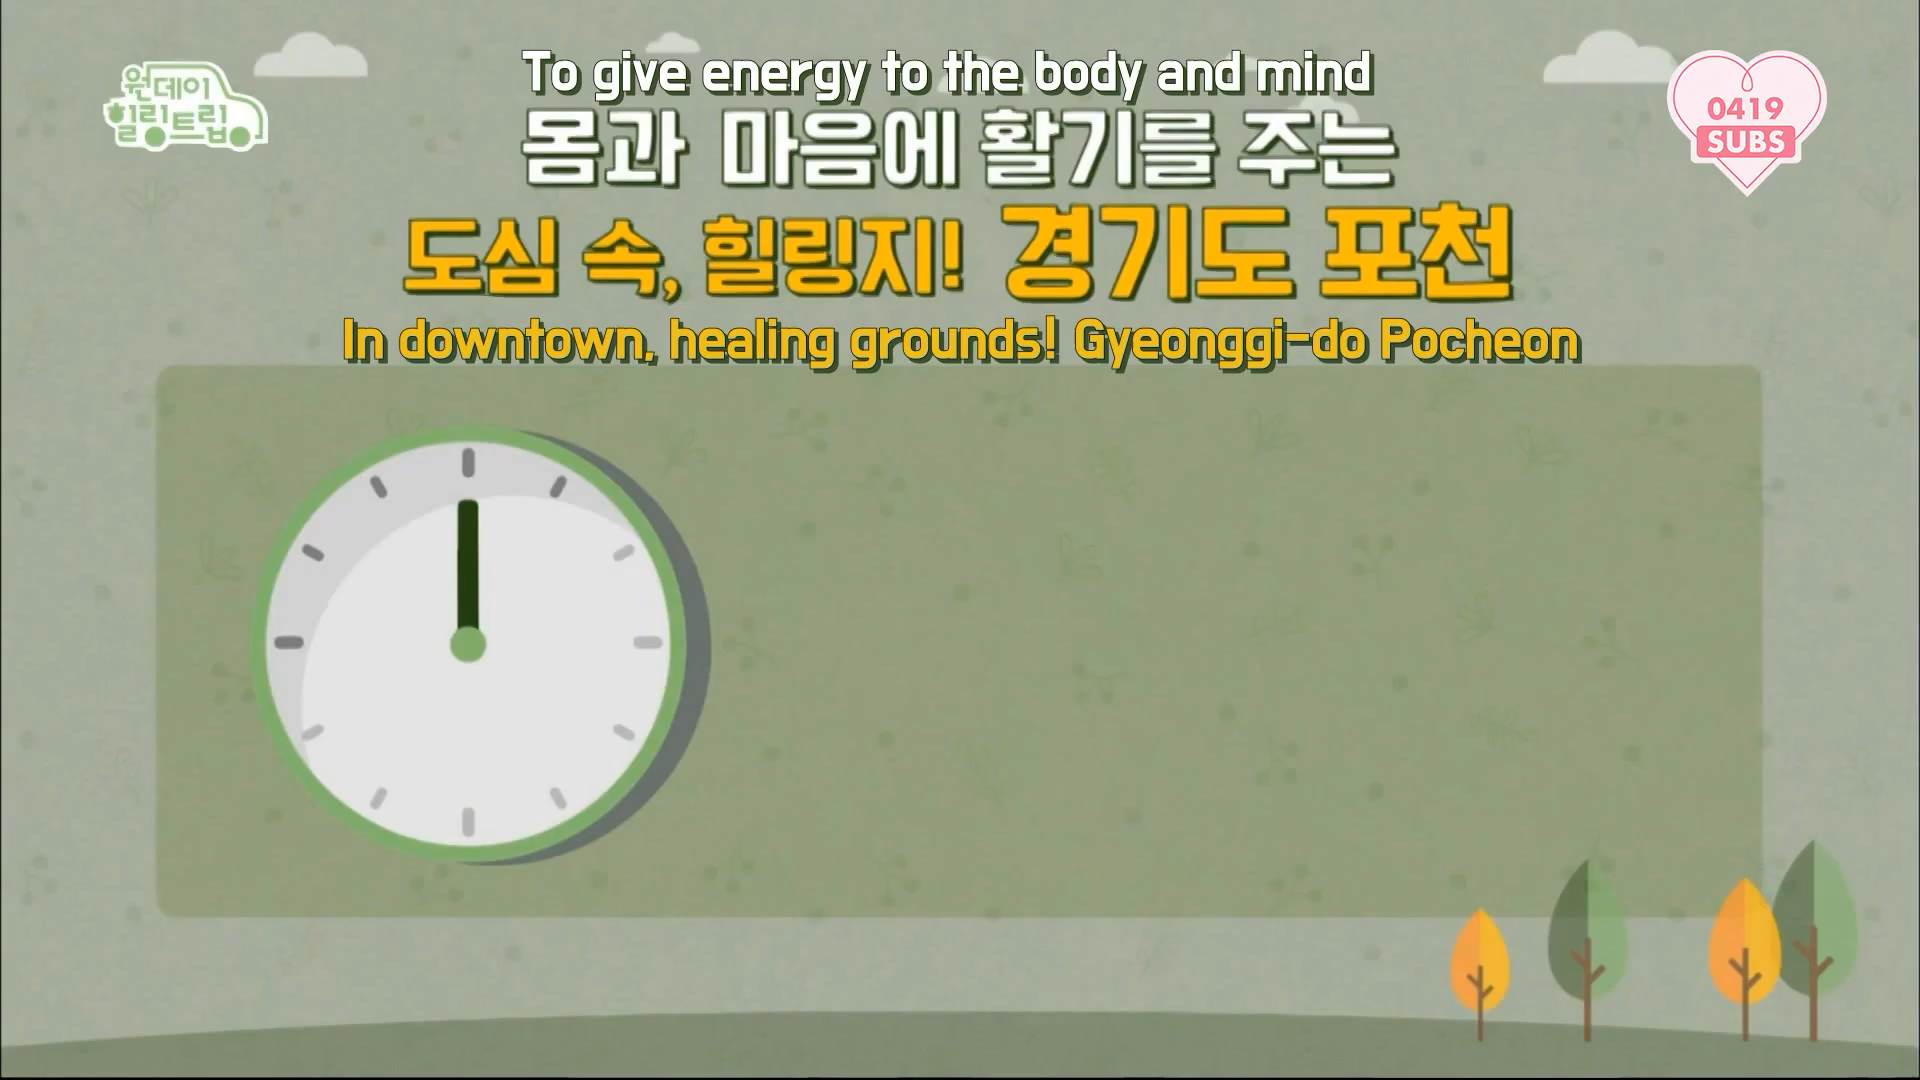 원데이
힐링트립
To give energy to the body and mind
0419
SUBS
몸과 마음에 활기를 주는
도심 속, 힐링지! 경기도 포천
In downtown, healing grounds! Gyeonggi-do Pocheon